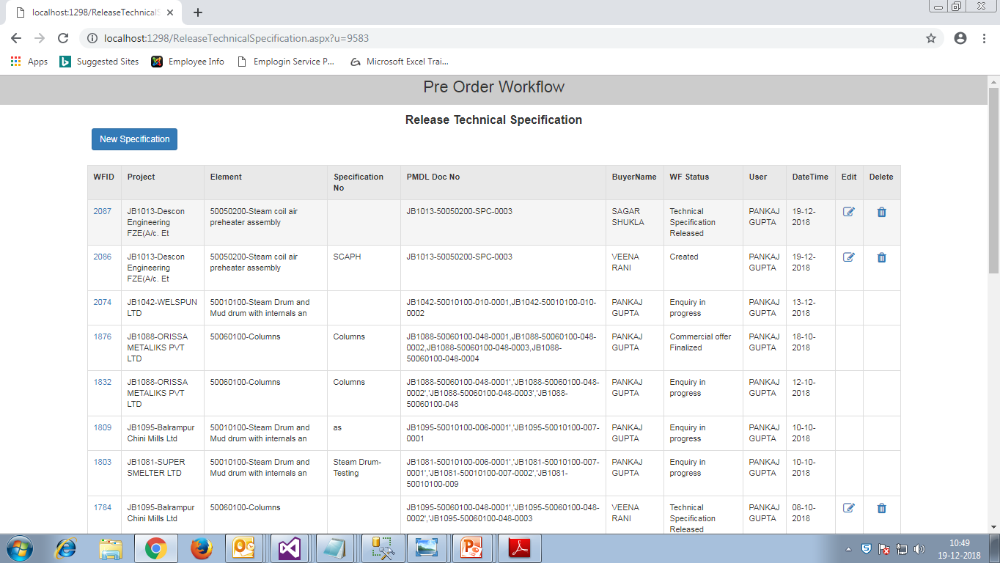 localhost:1298/ReleaseTechnicalS
localhost:1298/ReleaseTechnicalSpecification.aspx?u=9583
Apps Suggested Sites Employee Info Emplogin Service P... Microsoft Excel Trai...
Pre Order Workflow
Release Technical Specification
New Specification
WFID Project Element Specification No PMDL Doc No BuyerName WF Status User DateTime Edit Delete
2087 JB1013-Descon 50050200-Steam coil air JB1013-50050200-SPC-0003 SAGAR Technical PANKAJ 19-12-
Engineering preheater assembly SHUKLA Specification GUPTA 2018
FZE(A/c. Et Released
2086 JB1013-Descon 50050200-Steam coil air SCAPH JB1013-50050200-SPC-0003 VEENA Created PANKAJ 19-12-
Engineering preheater assembly RANI GUPTA 2018
FZE(A/c. Et
2074 JB1042-WELSPUN 50010100-Steam Drum and JB1042-50010100-010-0001,JB1042-50010100-010- PANKAJ Enquiry in PANKAJ 13-12-
LTD Mud drum with internals an 0002 GUPTA progress GUPTA 2018
1876 JB1088-ORISSA 50060100-Columns Columns JB1088-50060100-048-0001,JB1088-50060100-048- PANKAJ Commercial offer PANKAJ 18-10-
METALIKS PVT 0002,JB1088-50060100-048-0003,JB1088- GUPTA Finalized GUPTA 2018
LTD 50060100-048-0004
1832 JB1088-ORISSA 50060100-Columns Columns JB1088-50060100-048-0001','JB1088-50060100-048- PANKAJ Enquiry in PANKAJ 12-10-
METALIKS PVT 0002','JB1088-50060100-048-0003','JB1088- GUPTA progress GUPTA 2018
LTD 50060100-048
1809 JB1095-Balrampur 50010100-Steam Drum and as JB1095-50010100-006-0001','JB1095-50010100-007- PANKAJ Enquiry in PANKAJ 10-10-
Chini Mills Ltd Mud drum with internals an 0001 GUPTA progress GUPTA 2018
1803 JB1081-SUPER 50010100-Steam Drum and Steam Drum- JB1081-50010100-006-0001','JB1081-50010100-007- PANKAJ Enquiry in PANKAJ 10-10-
SMELTER LTD Mud drum with internals an Testing 0001','JB1081-50010100-007-0002','JB1081- GUPTA progress GUPTA 2018
50010100-009
1784 JB1095-Balrampur 50060100-Columns JB1095-50060100-048-0001','JB1095-50060100-048- VEENA Technical PANKAJ 08-10-
Chini Mills Ltd 0002','JB1095-50060100-048-0003 RANI Specification GUPTA 2018
Released
10:49
19-12-2018